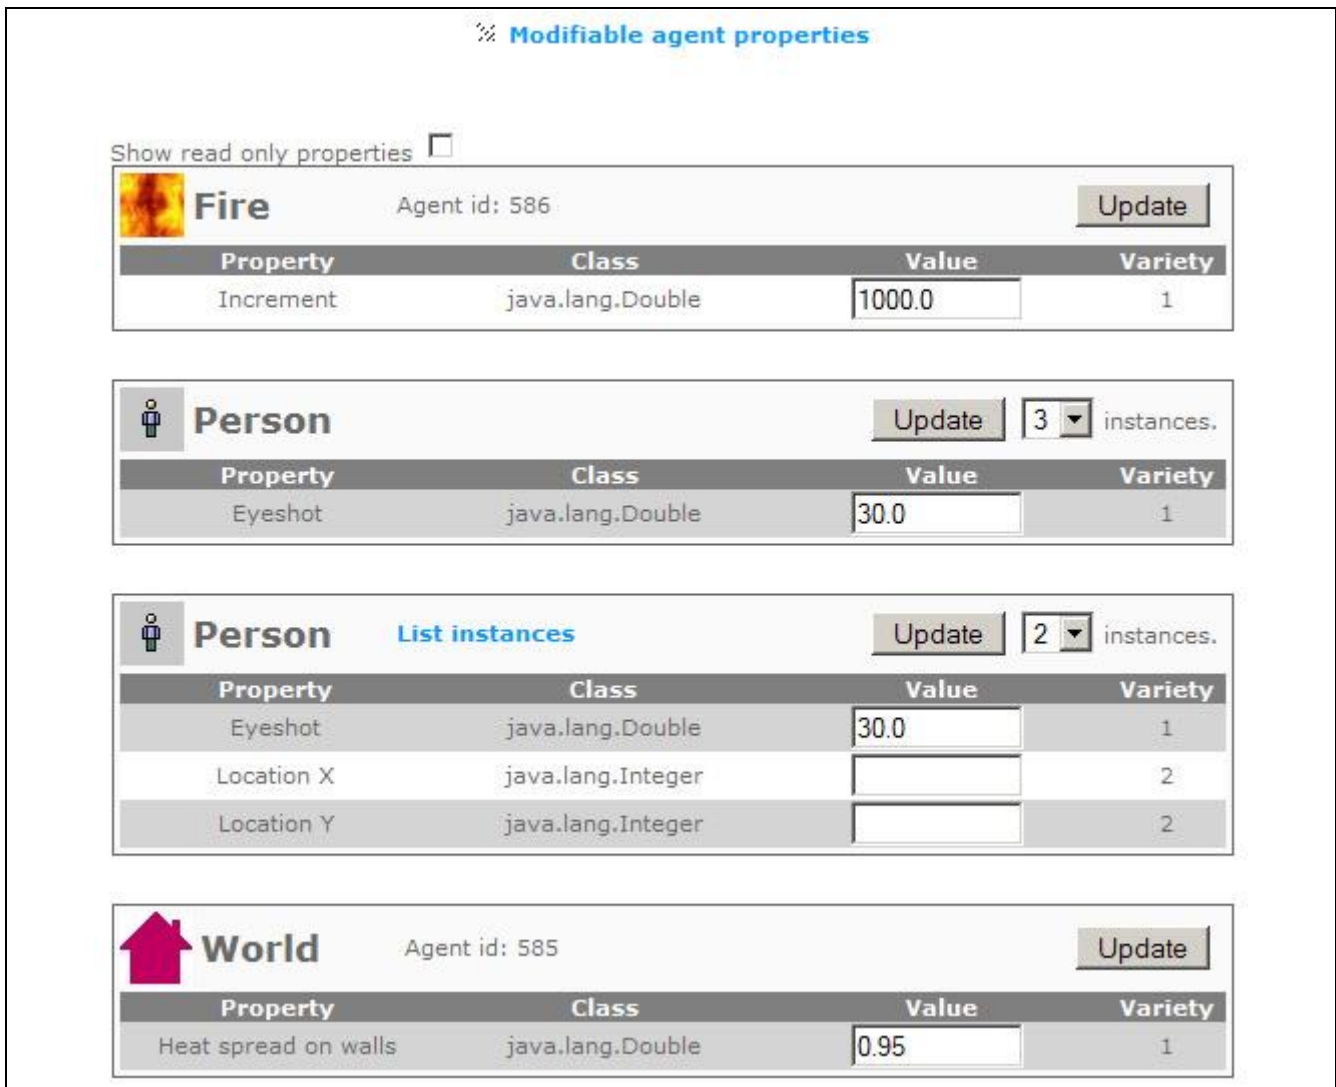 Modifiable agent properties
Show read only properties
Fire Agent id: 586 Update
Property Class Value Variety
Increment java.lang.Double 1000.0 1
Person Update 3 instances.
Property Class Value Variety
Eyeshot java.lang.Double 30.0 1
Person List instances Update 2 instances.
Property Class Value Variety
Eyeshot java.lang.Double 30.0 1
Location X java.lang.Integer 2
Location Y java.lang.Integer 2
World Agent id: 585 Update
Property Class Value Variety
Heat spread on walls java.lang.Double 0.95 1